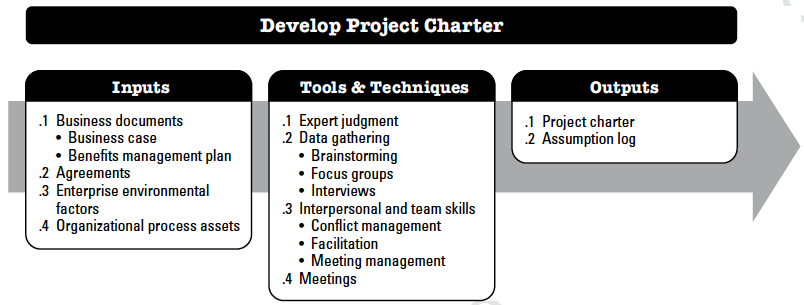 Develop Project Charter
Inputs
.1 Business documents
• Business case
• Benefits management plan
.2 Agreements
.3 Enterprise environmental
factors
.4 Organizational process assets
Tools & Techniques
.1 Expert judgment
.2 Data gathering
• Brainstorming
• Focus groups
• Interviews
.3 Interpersonal and team skills
• Conflict management
• Facilitation
• Meeting management
.4 Meetings
Outputs
.1 Project charter
.2 Assumption log